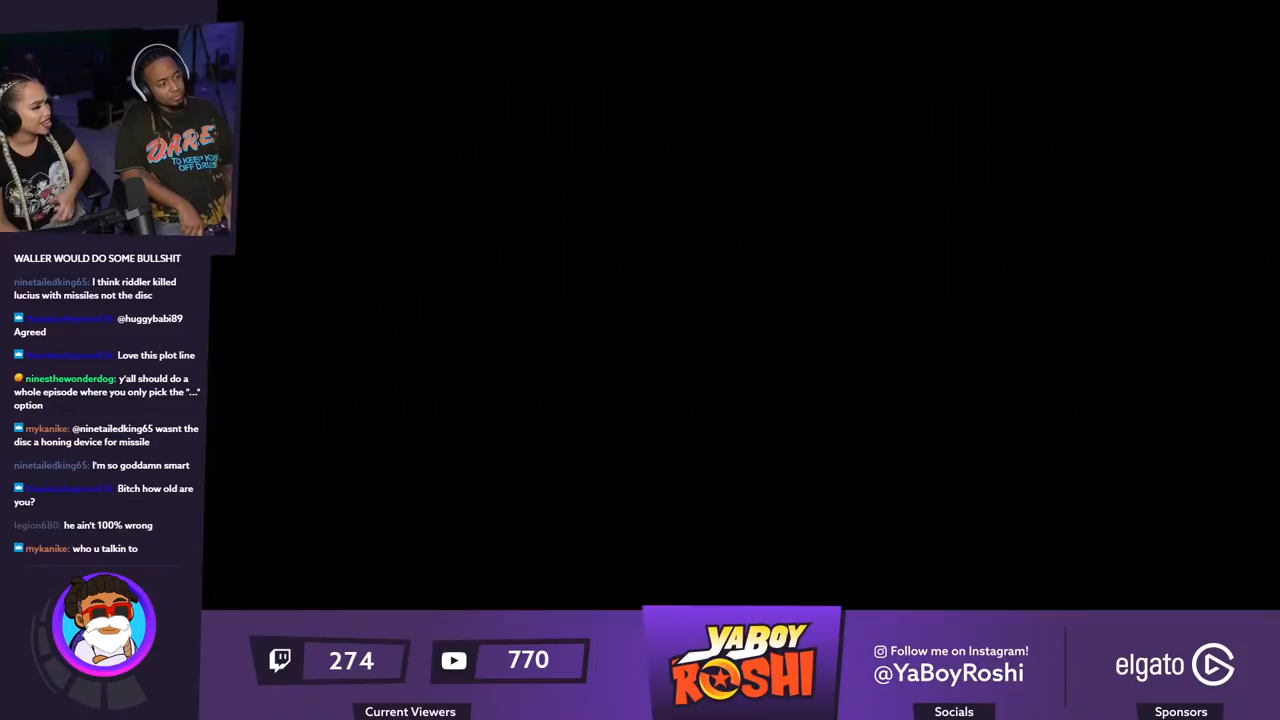 DARE
TO KEEP KIDS
OFF DRUGS
WALLER WOULD DO SOME BULLSHIT
ninetailedking65: I think riddler killed
lucius with missiles not the disc
@huggybabi89
Agreed
Love this plot line
ninesthewonderdog: y'all should do a
whole episode where you only pick the "..."
option
mykanike: @ninetailedking65 wasnt the
disc a honing device for missile
ninetailedking65: I'm so goddamn smart
Bitch how old are
you?
legion680: he ain't 100% wrong
mykanike: who u talkin to
274
770
Current Viewers
YABOY
ROSHI
Follow me on Instagram!
@YaBoyRoshi
Socials
elgato
Sponsors